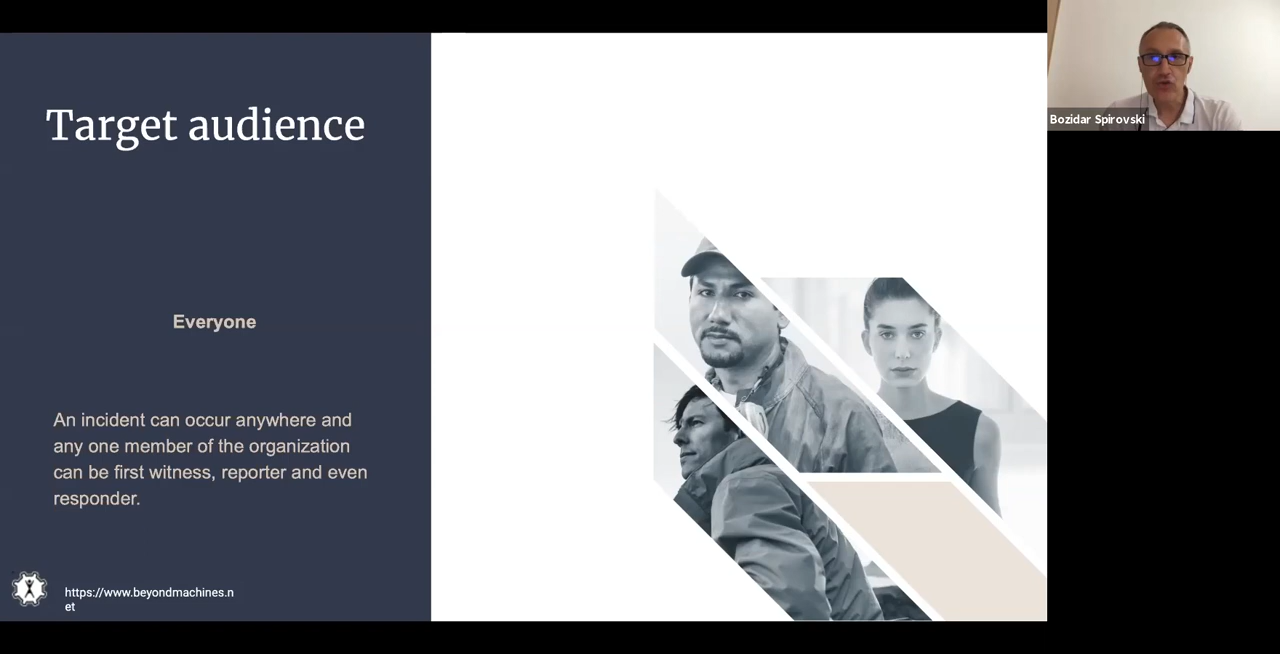 Target audience
Everyone
An incident can occur anywhere and
any one member of the organization
can be first witness, reporter and even
responder.
https://www.beyondmachines.n
et
Bozidar Spirovski